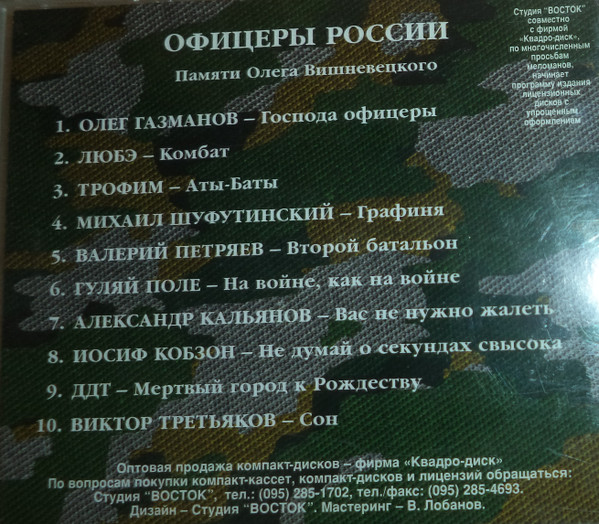 ОФИЦЕРЫ РОССИИ
Памяти Олега Вишневецкого
Студия "ВОСТОК"
совместно
с фирмой
«Квадро-диск»,
по многочисленным
просьбам
меломанов,
начинает
программу издания
лицензионных
дисков с
упрощенным
оформлением
1. ОЛЕГ ГАЗМАНОВ – Господа офицеры
2. ЛЮБЭ – Комбат
3. ТРОФИМ – Аты-Баты
4. МИХАИЛ ШУФУТИНСКИЙ – Графиня
5. ВАЛЕРИЙ ПЕТРЯЕВ – Второй батальон
6. ГУЛЯЙ ПОЛЕ – На войне, как на войне
7. АЛЕКСАНДР КАЛЬЯНОВ – Вас не нужно жалеть
8. ИОСИФ КОБЗОН – Не думай о секундах свысока
9. ДДТ – Мертвый город к Рождеству
10. ВИКТОР ТРЕТЬЯКОВ – Сон
Оптовая продажа компакт-дисков – фирма «Квадро-диск»
По вопросам покупки компакт-кассет, компакт-дисков и лицензий обращаться:
Студия "ВОСТОК", тел.: (095) 285-1702, тел./факс: (095) 285-4693.
Дизайн – Студия "ВОСТОК". Мастеринг – В. Лобанов.